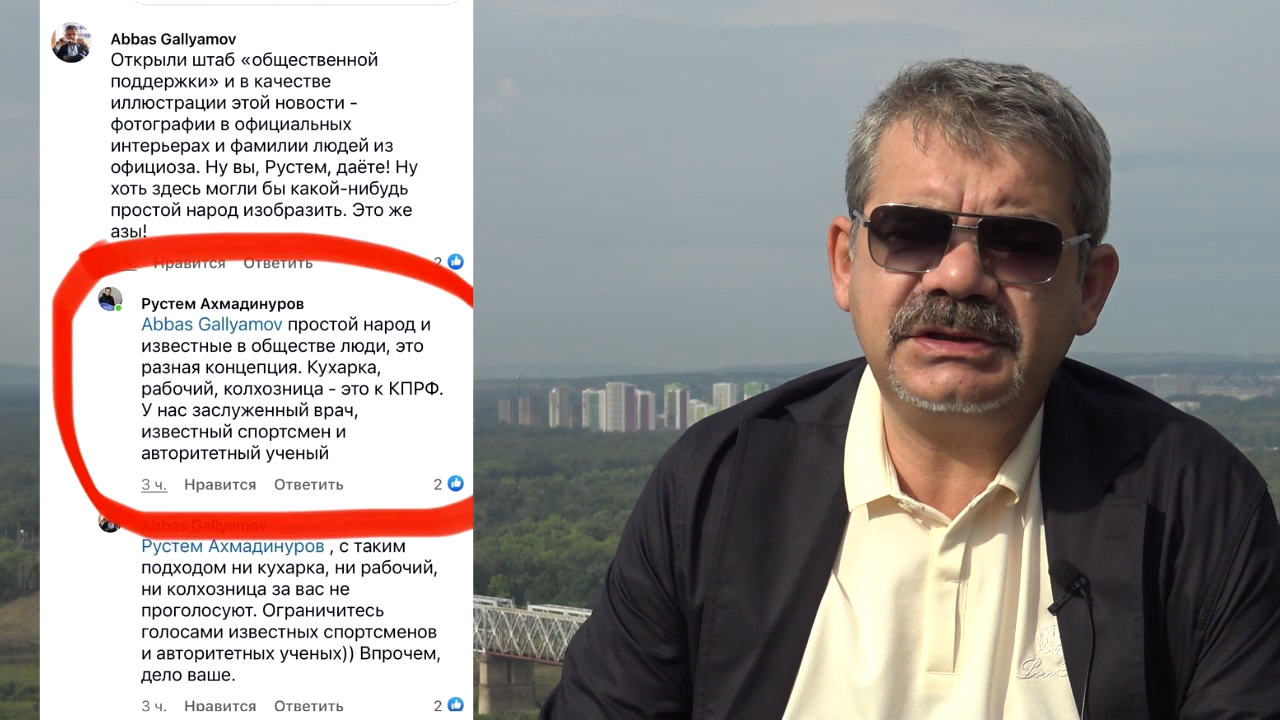 Abbas Gallyamov
Открыли штаб «общественной
поддержки» и в качестве
иллюстрации этой новости -
фотографии в официальных
интерьерах и фамилии людей из
официоза. Ну вы, Рустем, даёте! Ну
хоть здесь могли бы какой-нибудь
простой народ изобразить. Это же
азы!
Нравится Ответить 2
Рустем Ахмадинуров
Abbas Gallyamov простой народ и
известные в обществе люди, это
разная концепция. Кухарка,
рабочий, колхозница - это к КПРФ.
У нас заслуженный врач,
известный спортсмен и
авторитетный ученый
3 ч. Нравится Ответить 2
Abbas Gallyamov
Рустем Ахмадинуров , с таким
подходом ни кухарка, ни рабочий,
ни колхозница за вас не
проголосуют. Ограничитесь
голосами известных спортсменов
и авторитетных ученых)) Впрочем,
дело ваше.
3 ч. Нравится Ответить 2